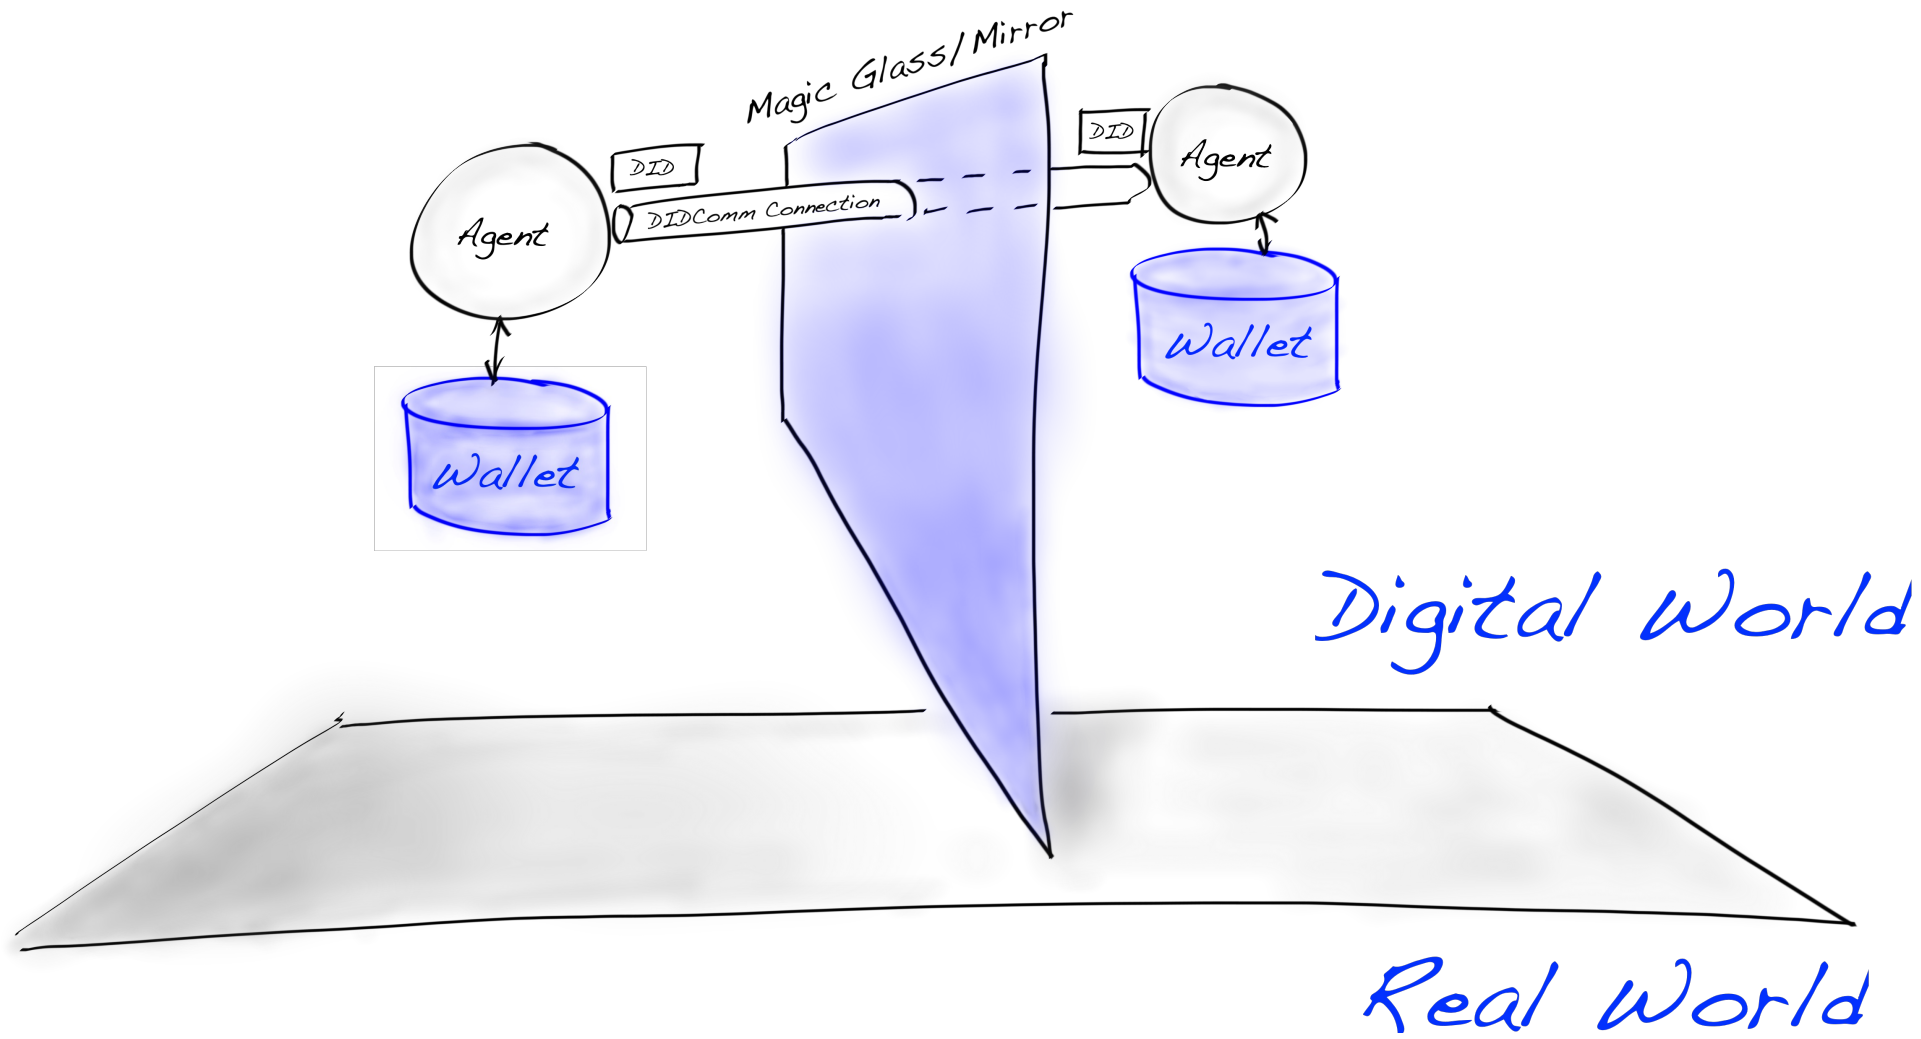 Magic Glass/Mirror
DID
DID
Agent
Agent
DIDComm Connection
Wallet
Wallet
Digital World
Real World